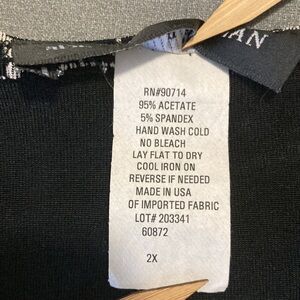 RN#90714
95% ACETATE
5% SPANDEX
HAND WASH COLD
NO BLEACH
LAY FLAT TO DRY
COOL IRON ON
REVERSE IF NEEDED
MADE IN USA
OF IMPORTED FABRIC
LOT# 203341
60872
2X